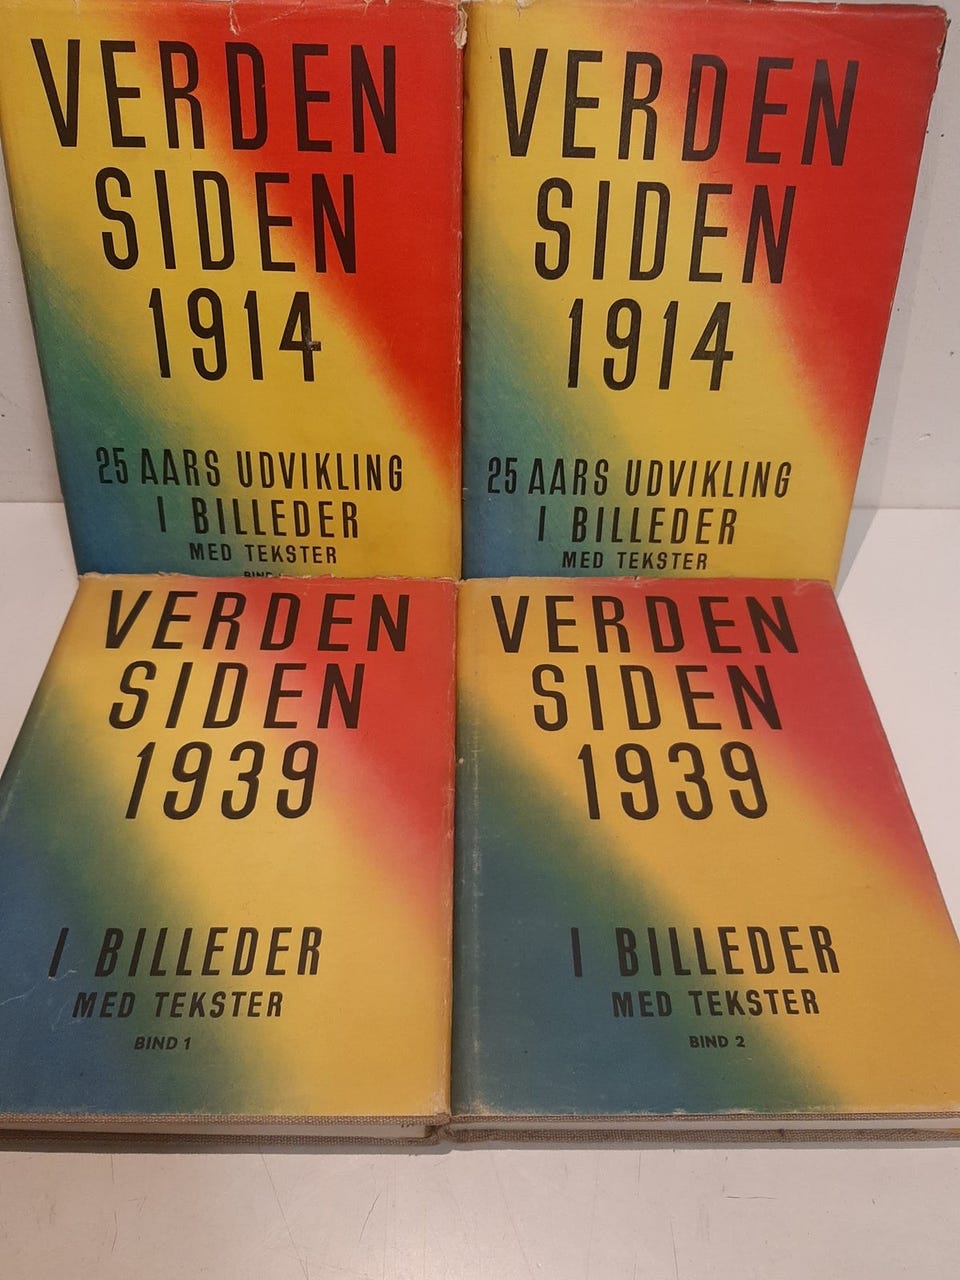 VERDEN
SIDEN
1914
25 AARS UDVIKLING
I BILLEDER
MED TEKSTER
BIND
VERDEN
SIDEN
1914
25 AARS UDVIKLING
I BILLEDER
MED TEKSTER
VERDEN
SIDEN
1939
I BILLEDER
MED TEKSTER
BIND 1
VERDEN
SIDEN
1939
I BILLEDER
MED TEKSTER
BIND 2